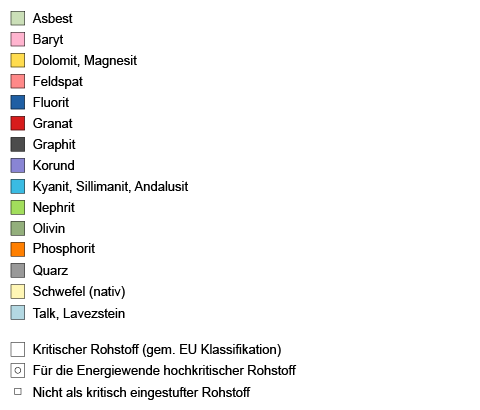 Asbest
Baryt
Dolomit, Magnesit
Feldspat
Fluorit
Granat
Graphit
Korund
Kyanit, Sillimanit, Andalusit
Nephrit
Olivin
Phosphorit
Quarz
Schwefel (nativ)
Talk, Lavezstein
Kritischer Rohstoff (gem. EU Klassifikation)
Für die Energiewende hochkritischer Rohstoff
Nicht als kritisch eingestufter Rohstoff